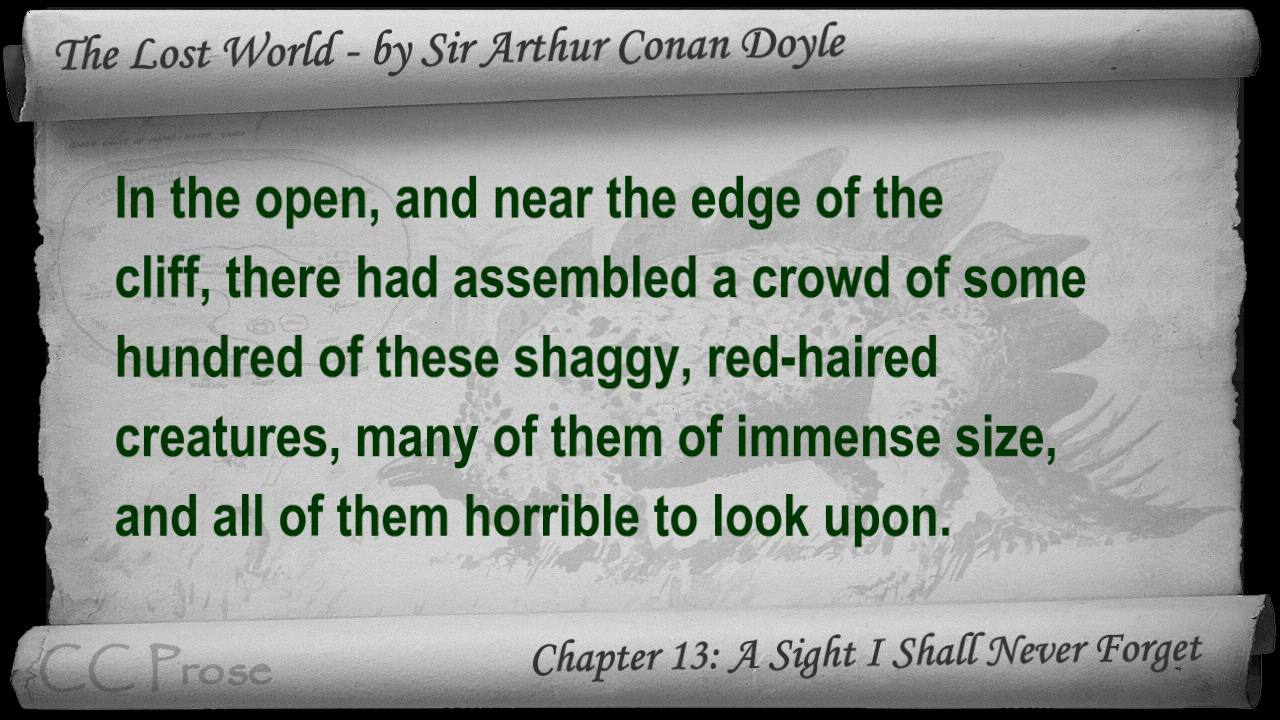 The Lost World - by Sir Arthur Conan Doyle
In the open, and near the edge of the
cliff, there had assembled a crowd of some
hundred of these shaggy, red-haired
creatures, many of them of immense size,
and all of them horrible to look upon.
CC Prose
Chapter 13: A Sight I Shall Never Forget